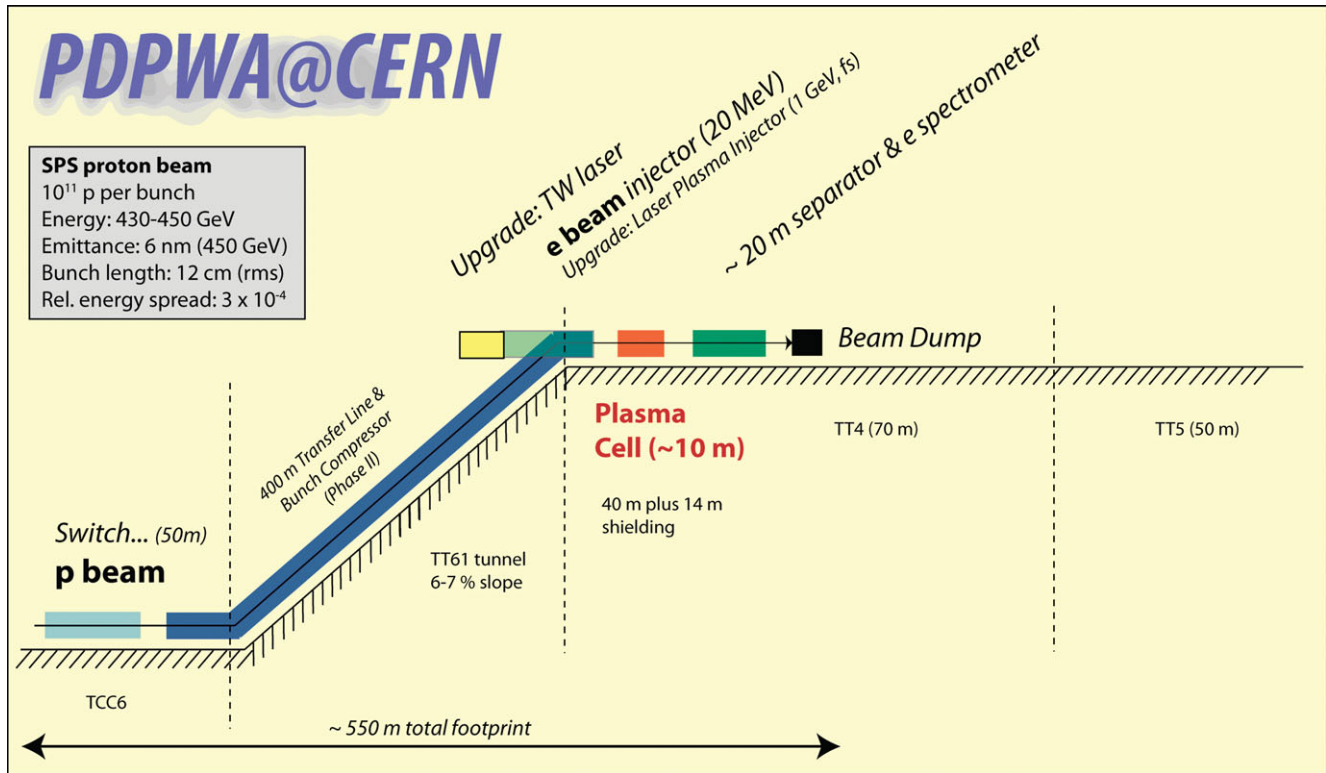 PDPWA@CERN
SPS proton beam
10¹¹ p per bunch
Energy: 430-450 GeV
Emittance: 6 nm (450 GeV)
Bunch length: 12 cm (rms)
Rel. energy spread: 3 x 10⁻⁴
Upgrade: TW laser
e beam injector (20 MeV)
Upgrade: Laser Plasma Injector (1 GeV, fs)
~ 20 m separator & e spectrometer
Beam Dump
400 m Transfer Line &
Bunch Compressor
(Phase II)
Plasma
Cell (~10 m)
TT4 (70 m)
TT5 (50 m)
40 m plus 14 m
shielding
Switch... (50m)
p beam
TT61 tunnel
6-7 % slope
TCC6
~ 550 m total footprint